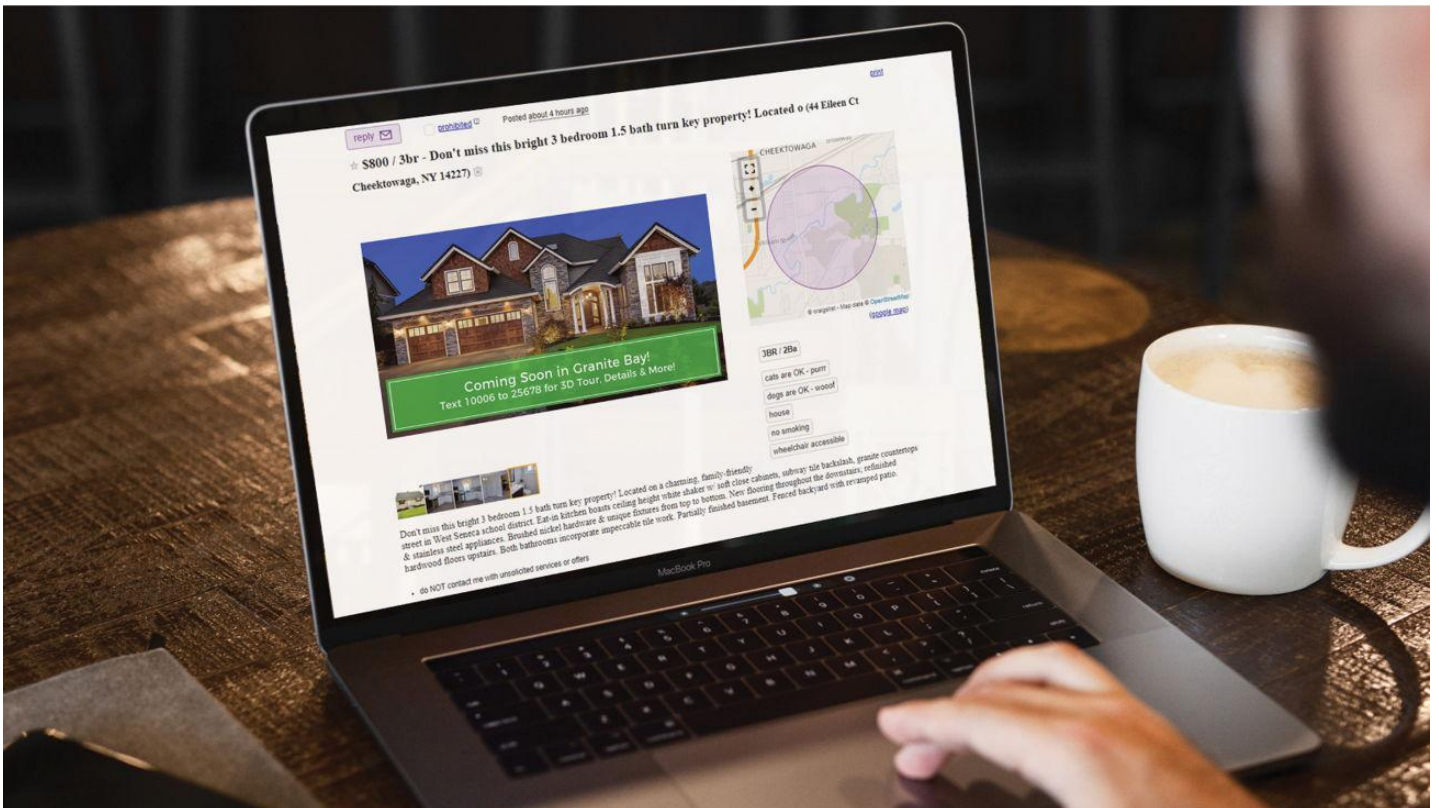 print
reply
prohibited
Posted about 4 hours ago
$800 / 3br - Don't miss this bright 3 bedroom 1.5 bath turn key property! Located o (44 Eileen Ct
Cheektowaga, NY 14227)
CHEEKTOWAGA
+
-
© craigslist - Map data © OpenStreetMap
(google map)
Coming Soon in Granite Bay!
Text 10006 to 25678 for 3D Tour, Details & More!
3BR / 2Ba
cats are OK - purrr
dogs are OK - wooof
house
no smoking
wheelchair accessible
Don't miss this bright 3 bedroom 1.5 bath turn key property! Located on a charming, family-friendly
street in West Seneca school district. Eat-in kitchen boasts ceiling height white shaker w/ soft close cabinets, subway tile backslash, granite countertops
& stainless steel appliances. Brushed nickel hardware & unique fixtures from top to bottom. New flooring throughout the downstairs; refinished
hardwood floors upstairs. Both bathrooms incorporate impeccable tile work. Partially finished basement. Fenced backyard with revamped patio.
• do NOT contact me with unsolicited services or offers
MacBook Pro